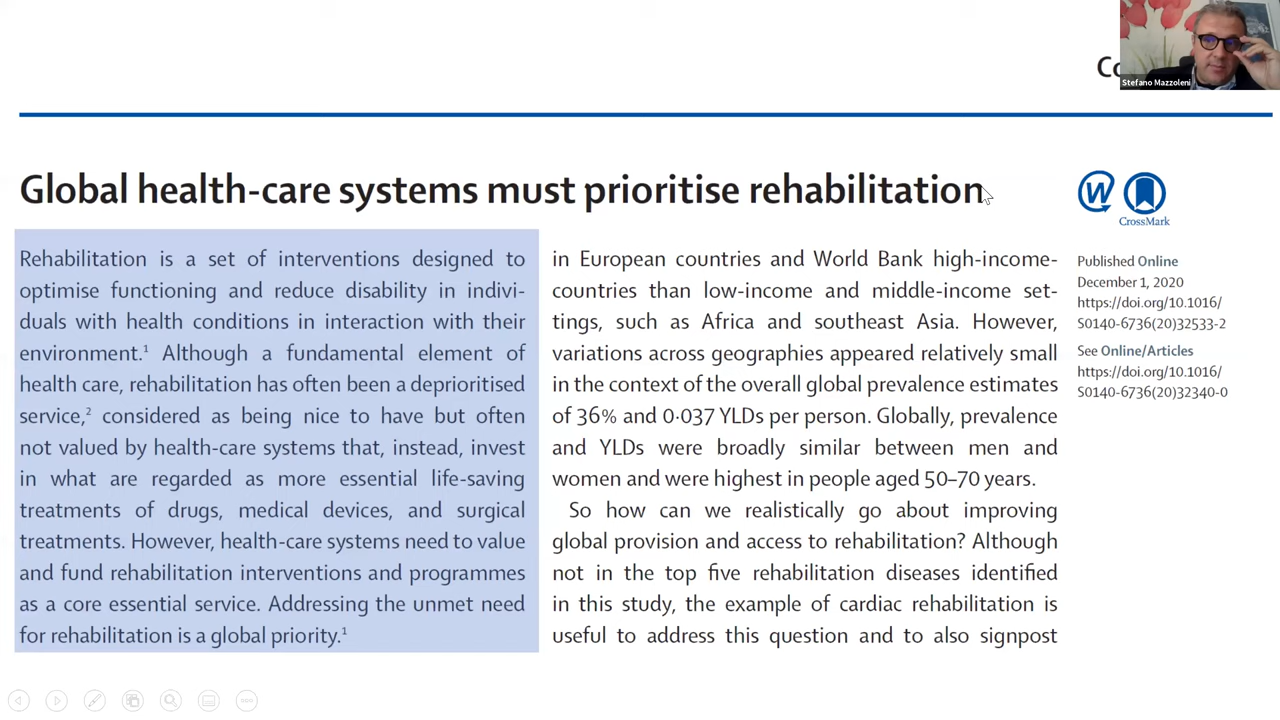 Stefano Mazzoleni
Global health-care systems must prioritise rehabilitation
Rehabilitation is a set of interventions designed to
optimise functioning and reduce disability in indivi-
duals with health conditions in interaction with their
environment.¹ Although a fundamental element of
health care, rehabilitation has often been a deprioritised
service,² considered as being nice to have but often
not valued by health-care systems that, instead, invest
in what are regarded as more essential life-saving
treatments of drugs, medical devices, and surgical
treatments. However, health-care systems need to value
and fund rehabilitation interventions and programmes
as a core essential service. Addressing the unmet need
for rehabilitation is a global priority.¹
in European countries and World Bank high-income-
countries than low-income and middle-income set-
tings, such as Africa and southeast Asia. However,
variations across geographies appeared relatively small
in the context of the overall global prevalence estimates
of 36% and 0·037 YLDs per person. Globally, prevalence
and YLDs were broadly similar between men and
women and were highest in people aged 50–70 years.
So how can we realistically go about improving
global provision and access to rehabilitation? Although
not in the top five rehabilitation diseases identified
in this study, the example of cardiac rehabilitation is
useful to address this question and to also signpost
W
CrossMark
Published Online
December 1, 2020
https://doi.org/10.1016/
S0140-6736(20)32533-2
See Online/Articles
https://doi.org/10.1016/
S0140-6736(20)32340-0